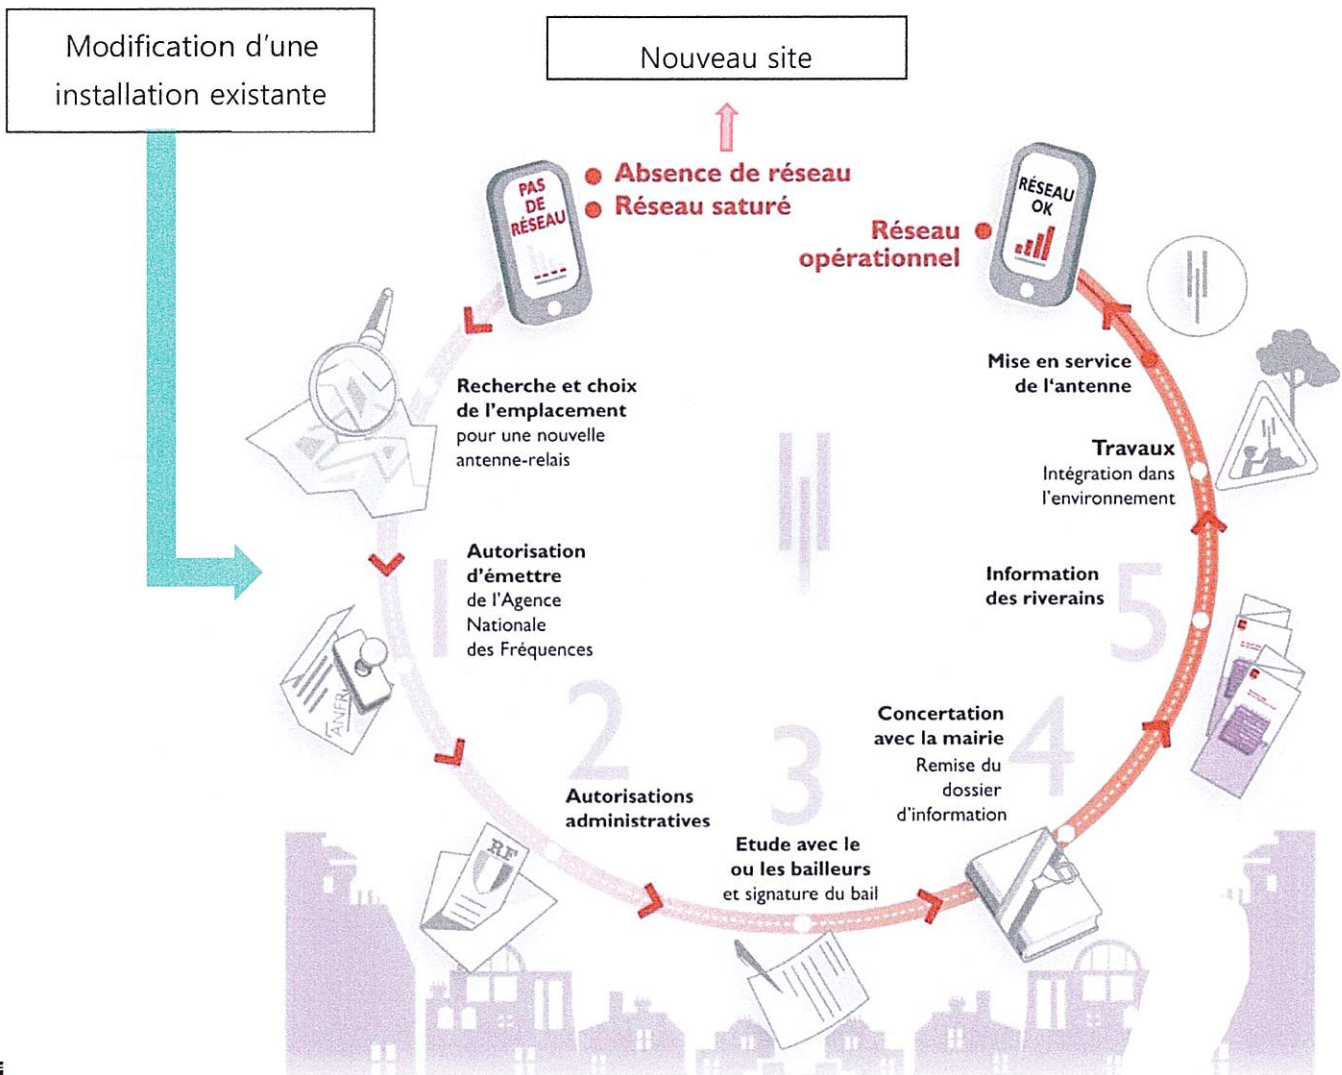 Modification d'une
installation existante
Nouveau site
PAS
DE
RÉSEAU
Absence de réseau
Réseau saturé
RÉSEAU
OK
Réseau
opérationnel
Recherche et choix
de l'emplacement
pour une nouvelle
antenne-relais
1
Autorisation
d'émettre
de l'Agence
Nationale
des Fréquences
ANFR
2
Autorisations
administratives
RF
3
Etude avec le
ou les bailleurs
et signature du bail
4
Concertation
avec la mairie
Remise du
dossier
d'information
5
Information
des riverains
Travaux
Intégration dans
l'environnement
Mise en service
de l'antenne